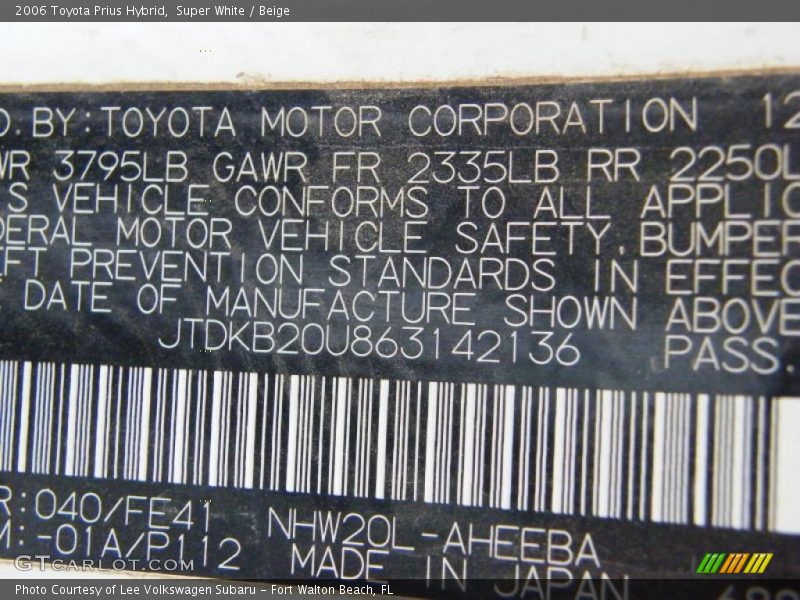 2006 Toyota Prius Hybrid,  Super White / Beige
D.BY:TOYOTA MOTOR CORPORATION 12
WR 3795LB GAWR FR 2335LB RR 2250L
S VEHICLE CONFORMS TO ALL APPLIC
DERAL MOTOR VEHICLE SAFETY, BUMPER
EFT PREVENTION STANDARDS IN EFFEC
DATE OF MANUFACTURE SHOWN ABOVE
JTDKB20U863142136 PASS.
R:040/FE41 NHW20L-AHEEBA
M:-01A/P112 MADE IN JAPAN
GTCarLot.com
Photo Courtesy of Lee Volkswagen Subaru - Fort Walton Beach, FL